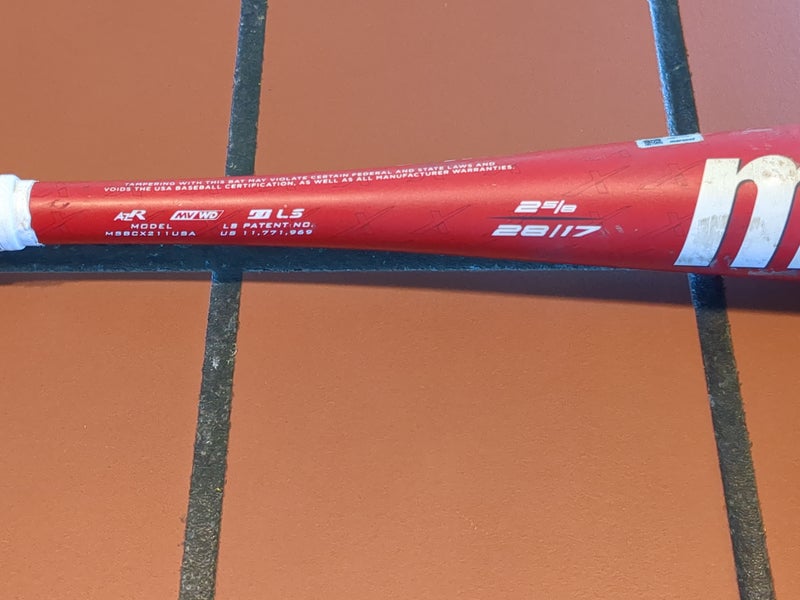 TAMPERING WITH THIS BAT MAY VIOLATE CERTAIN FEDERAL AND STATE LAWS AND
VOIDS THE USA BASEBALL CERTIFICATION, AS WELL AS ALL MANUFACTURER WARRANTIES.
AZR MV/WD LS
MODEL LS PATENT NO.
MSBCX211USA US 11,771,969
2 5/8
28/17
m